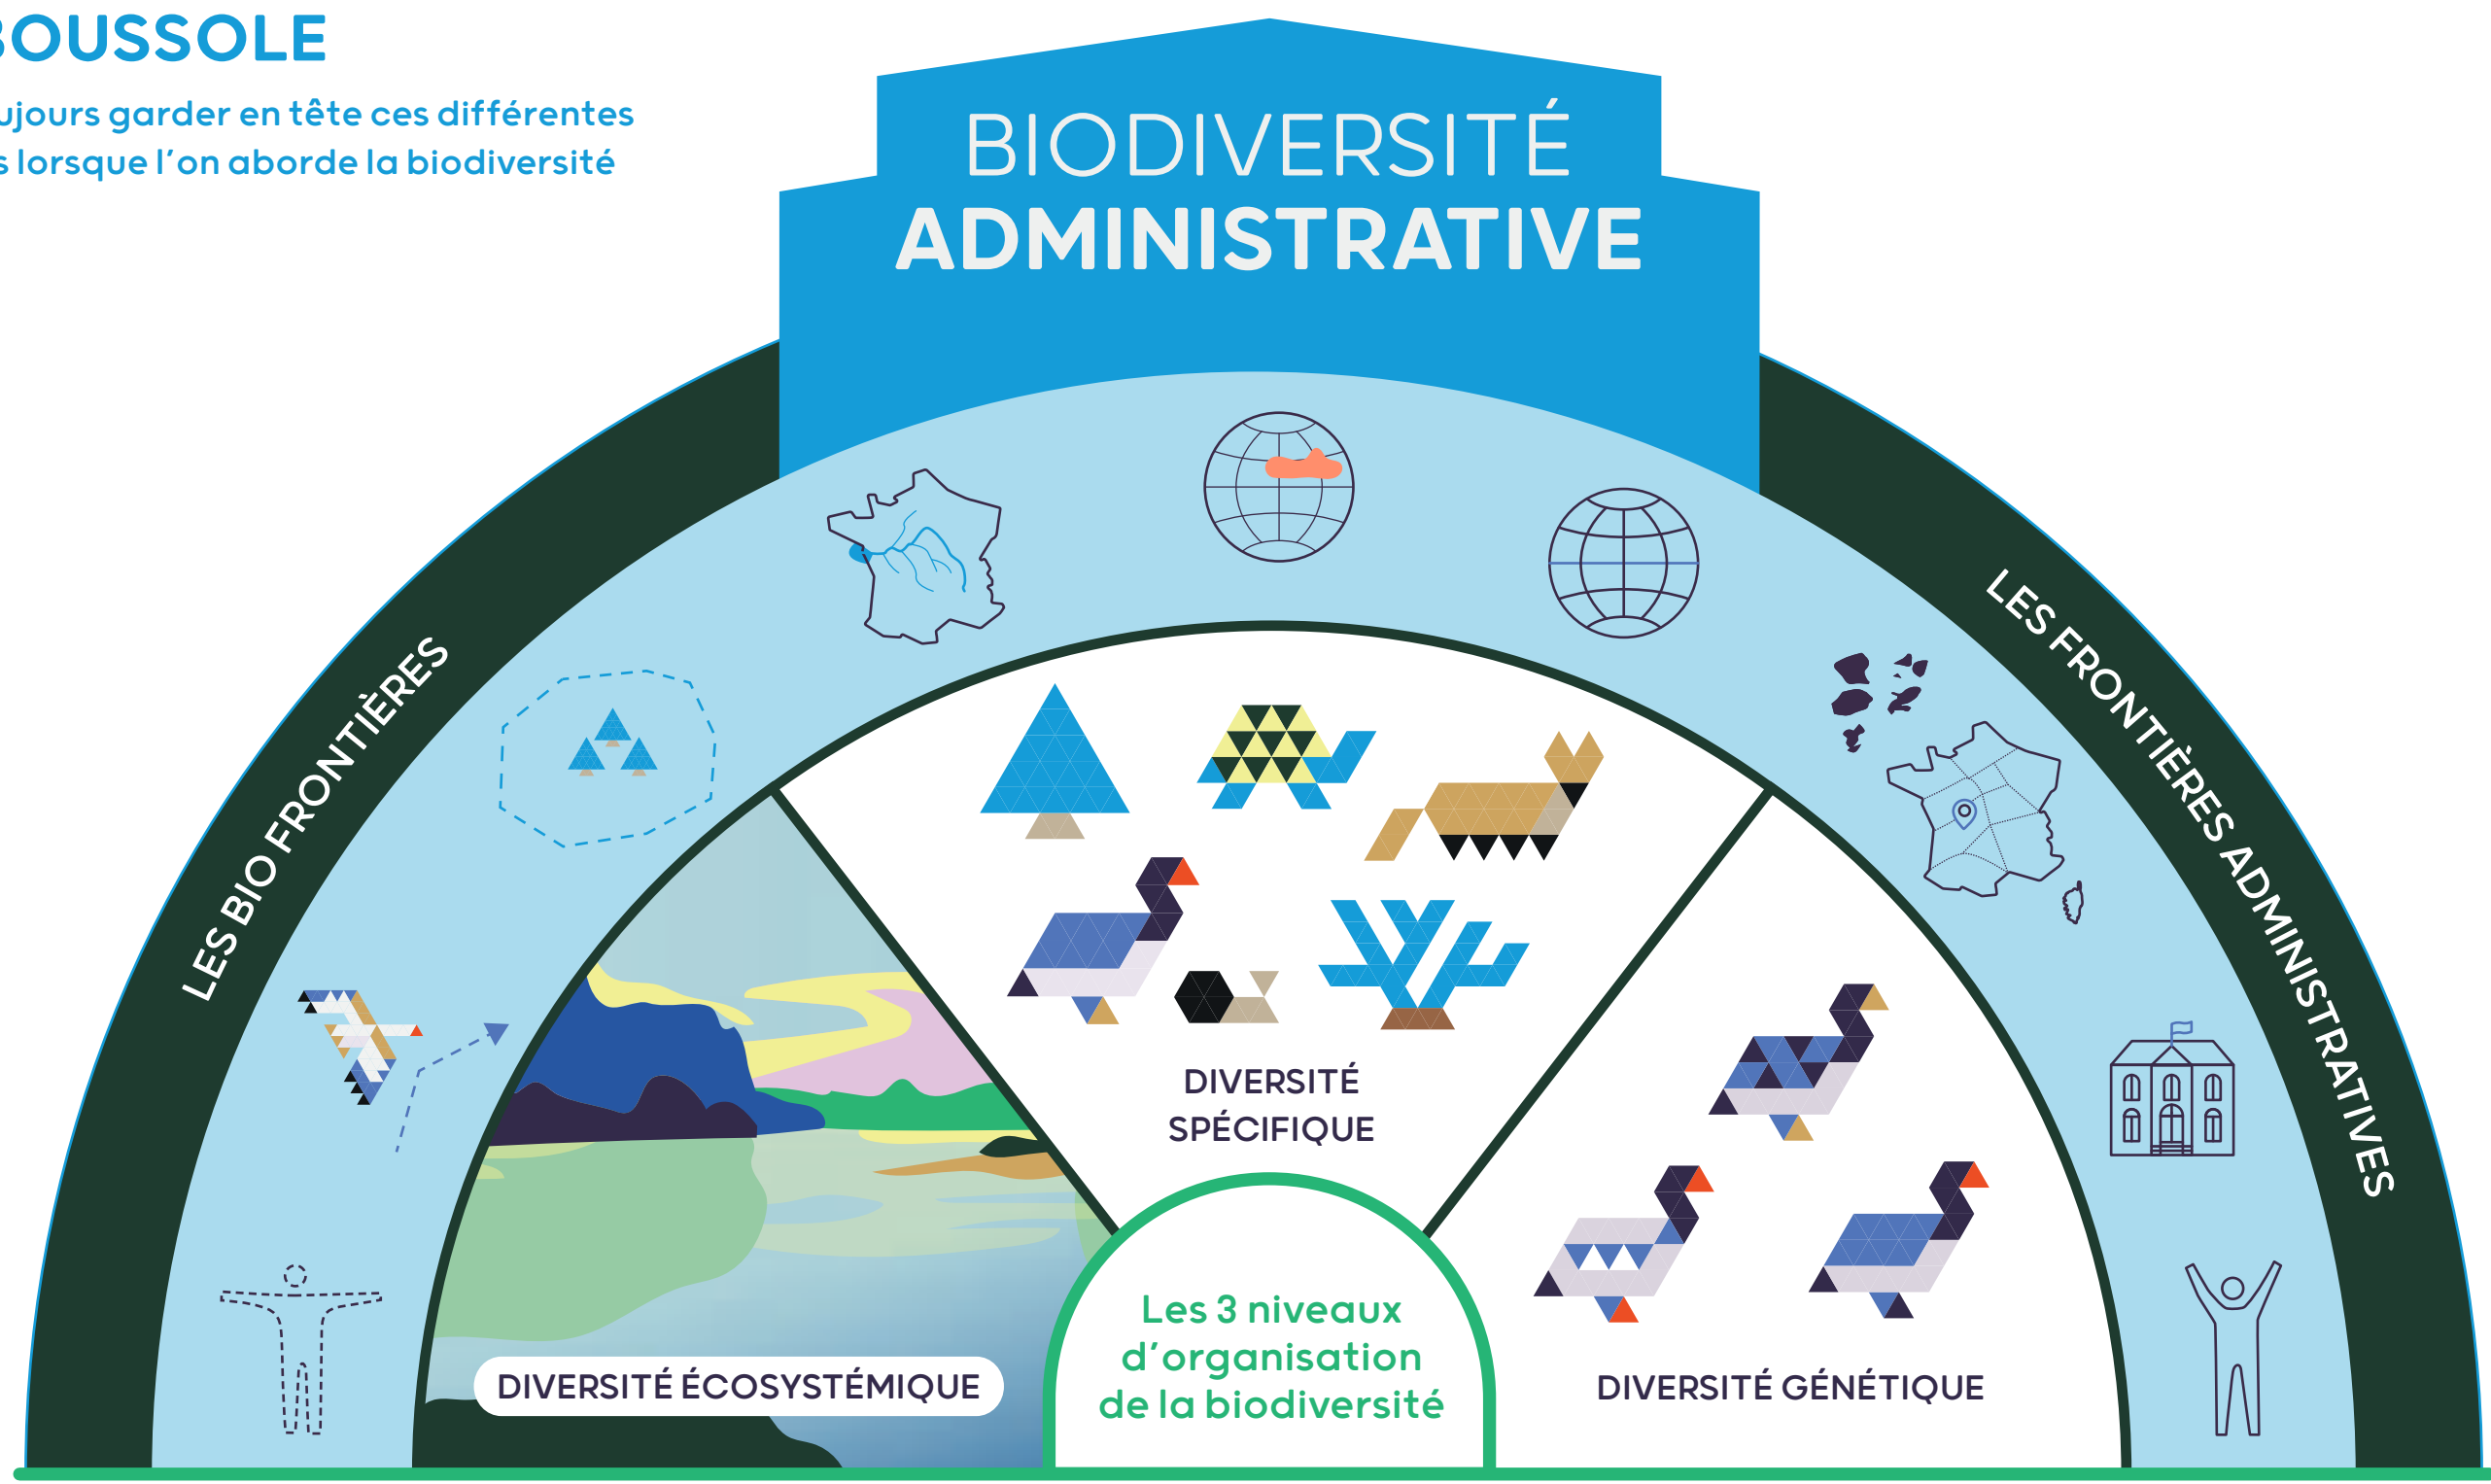 BOUSSOLE
ujours garder en tête ces différentes
s lorsque l’on aborde la biodiversité
BIODIVERSITÉ
ADMINISTRATIVE
LES BIO FRONTIÈRES
LES FRONTIÈRES ADMINISTRATIVES
DIVERSITÉ
SPÉCIFIQUE
Les 3 niveaux
d’organisation
de la biodiversité
DIVERSITÉ ÉCOSYSTÉMIQUE
DIVERSITÉ GÉNÉTIQUE